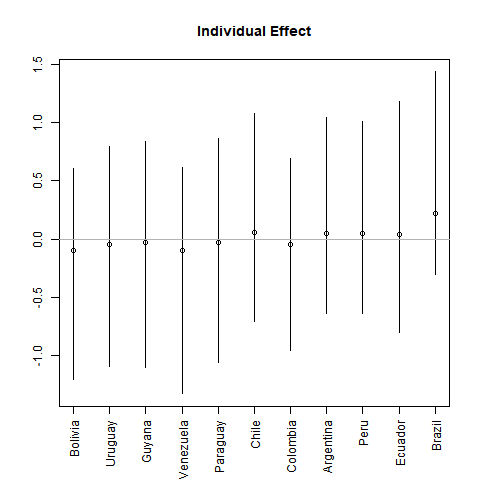 Individual Effect
1.5
1.0
0.5
0.0
-0.5
-1.0
Bolivia
Uruguay
Guyana
Venezuela
Paraguay
Chile
Colombia
Argentina
Peru
Ecuador
Brazil